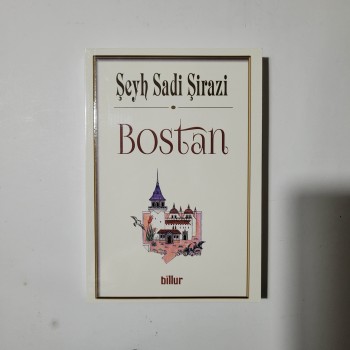 Şeyh Sadi Şirazi
Bostan
billur